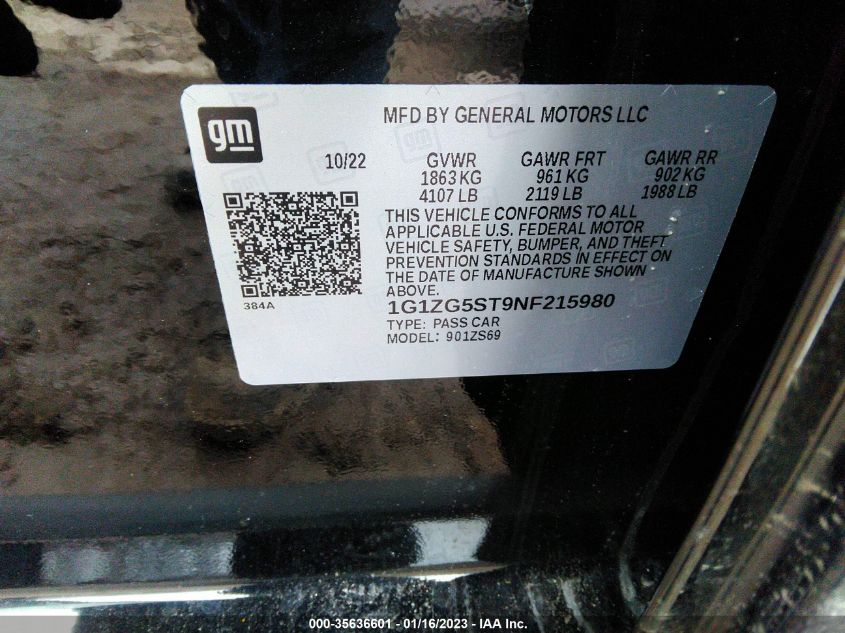 gm
MFD BY GENERAL MOTORS LLC
10/22 GVWR GAWR FRT GAWR RR
1863 KG 961 KG 902 KG
4107 LB 2119 LB 1988 LB
THIS VEHICLE CONFORMS TO ALL
APPLICABLE U.S. FEDERAL MOTOR
VEHICLE SAFETY, BUMPER, AND THEFT
PREVENTION STANDARDS IN EFFECT ON
THE DATE OF MANUFACTURE SHOWN
ABOVE.
384A
1G1ZG5ST9NF215980
TYPE: PASS CAR
MODEL: 901ZS69
000-35636601 - 01/16/2023 - IAA Inc.